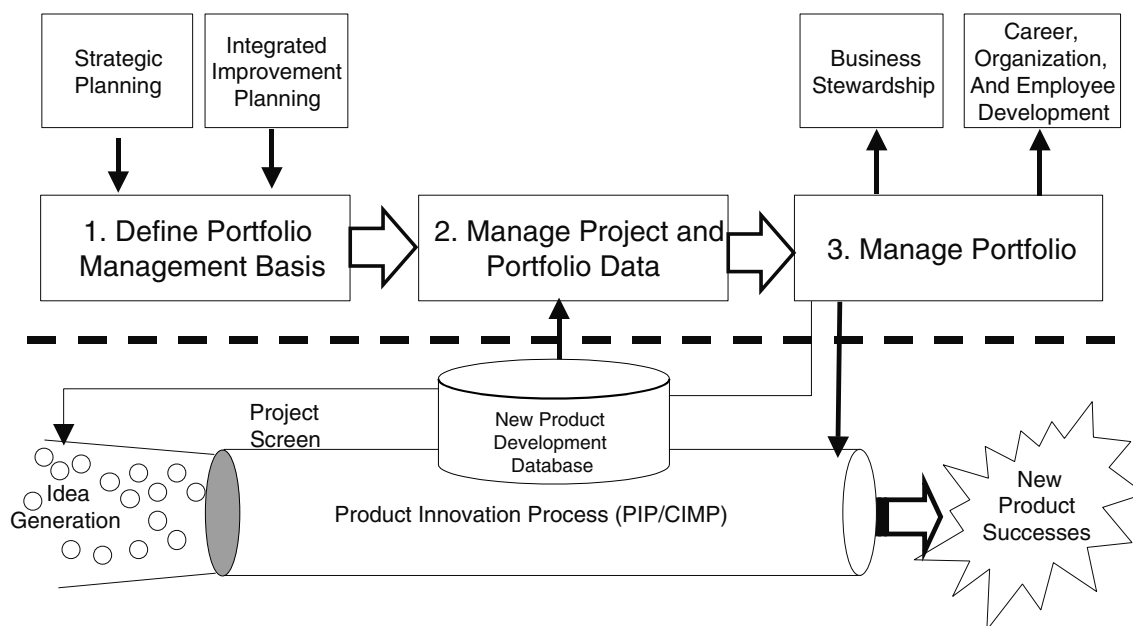 Strategic
Planning
Integrated
Improvement
Planning
Business
Stewardship
Career,
Organization,
And Employee
Development
1. Define Portfolio
Management Basis
2. Manage Project and
Portfolio Data
3. Manage Portfolio
Project
Screen
New Product
Development
Database
Idea
Generation
Product Innovation Process (PIP/CIMP)
New
Product
Successes